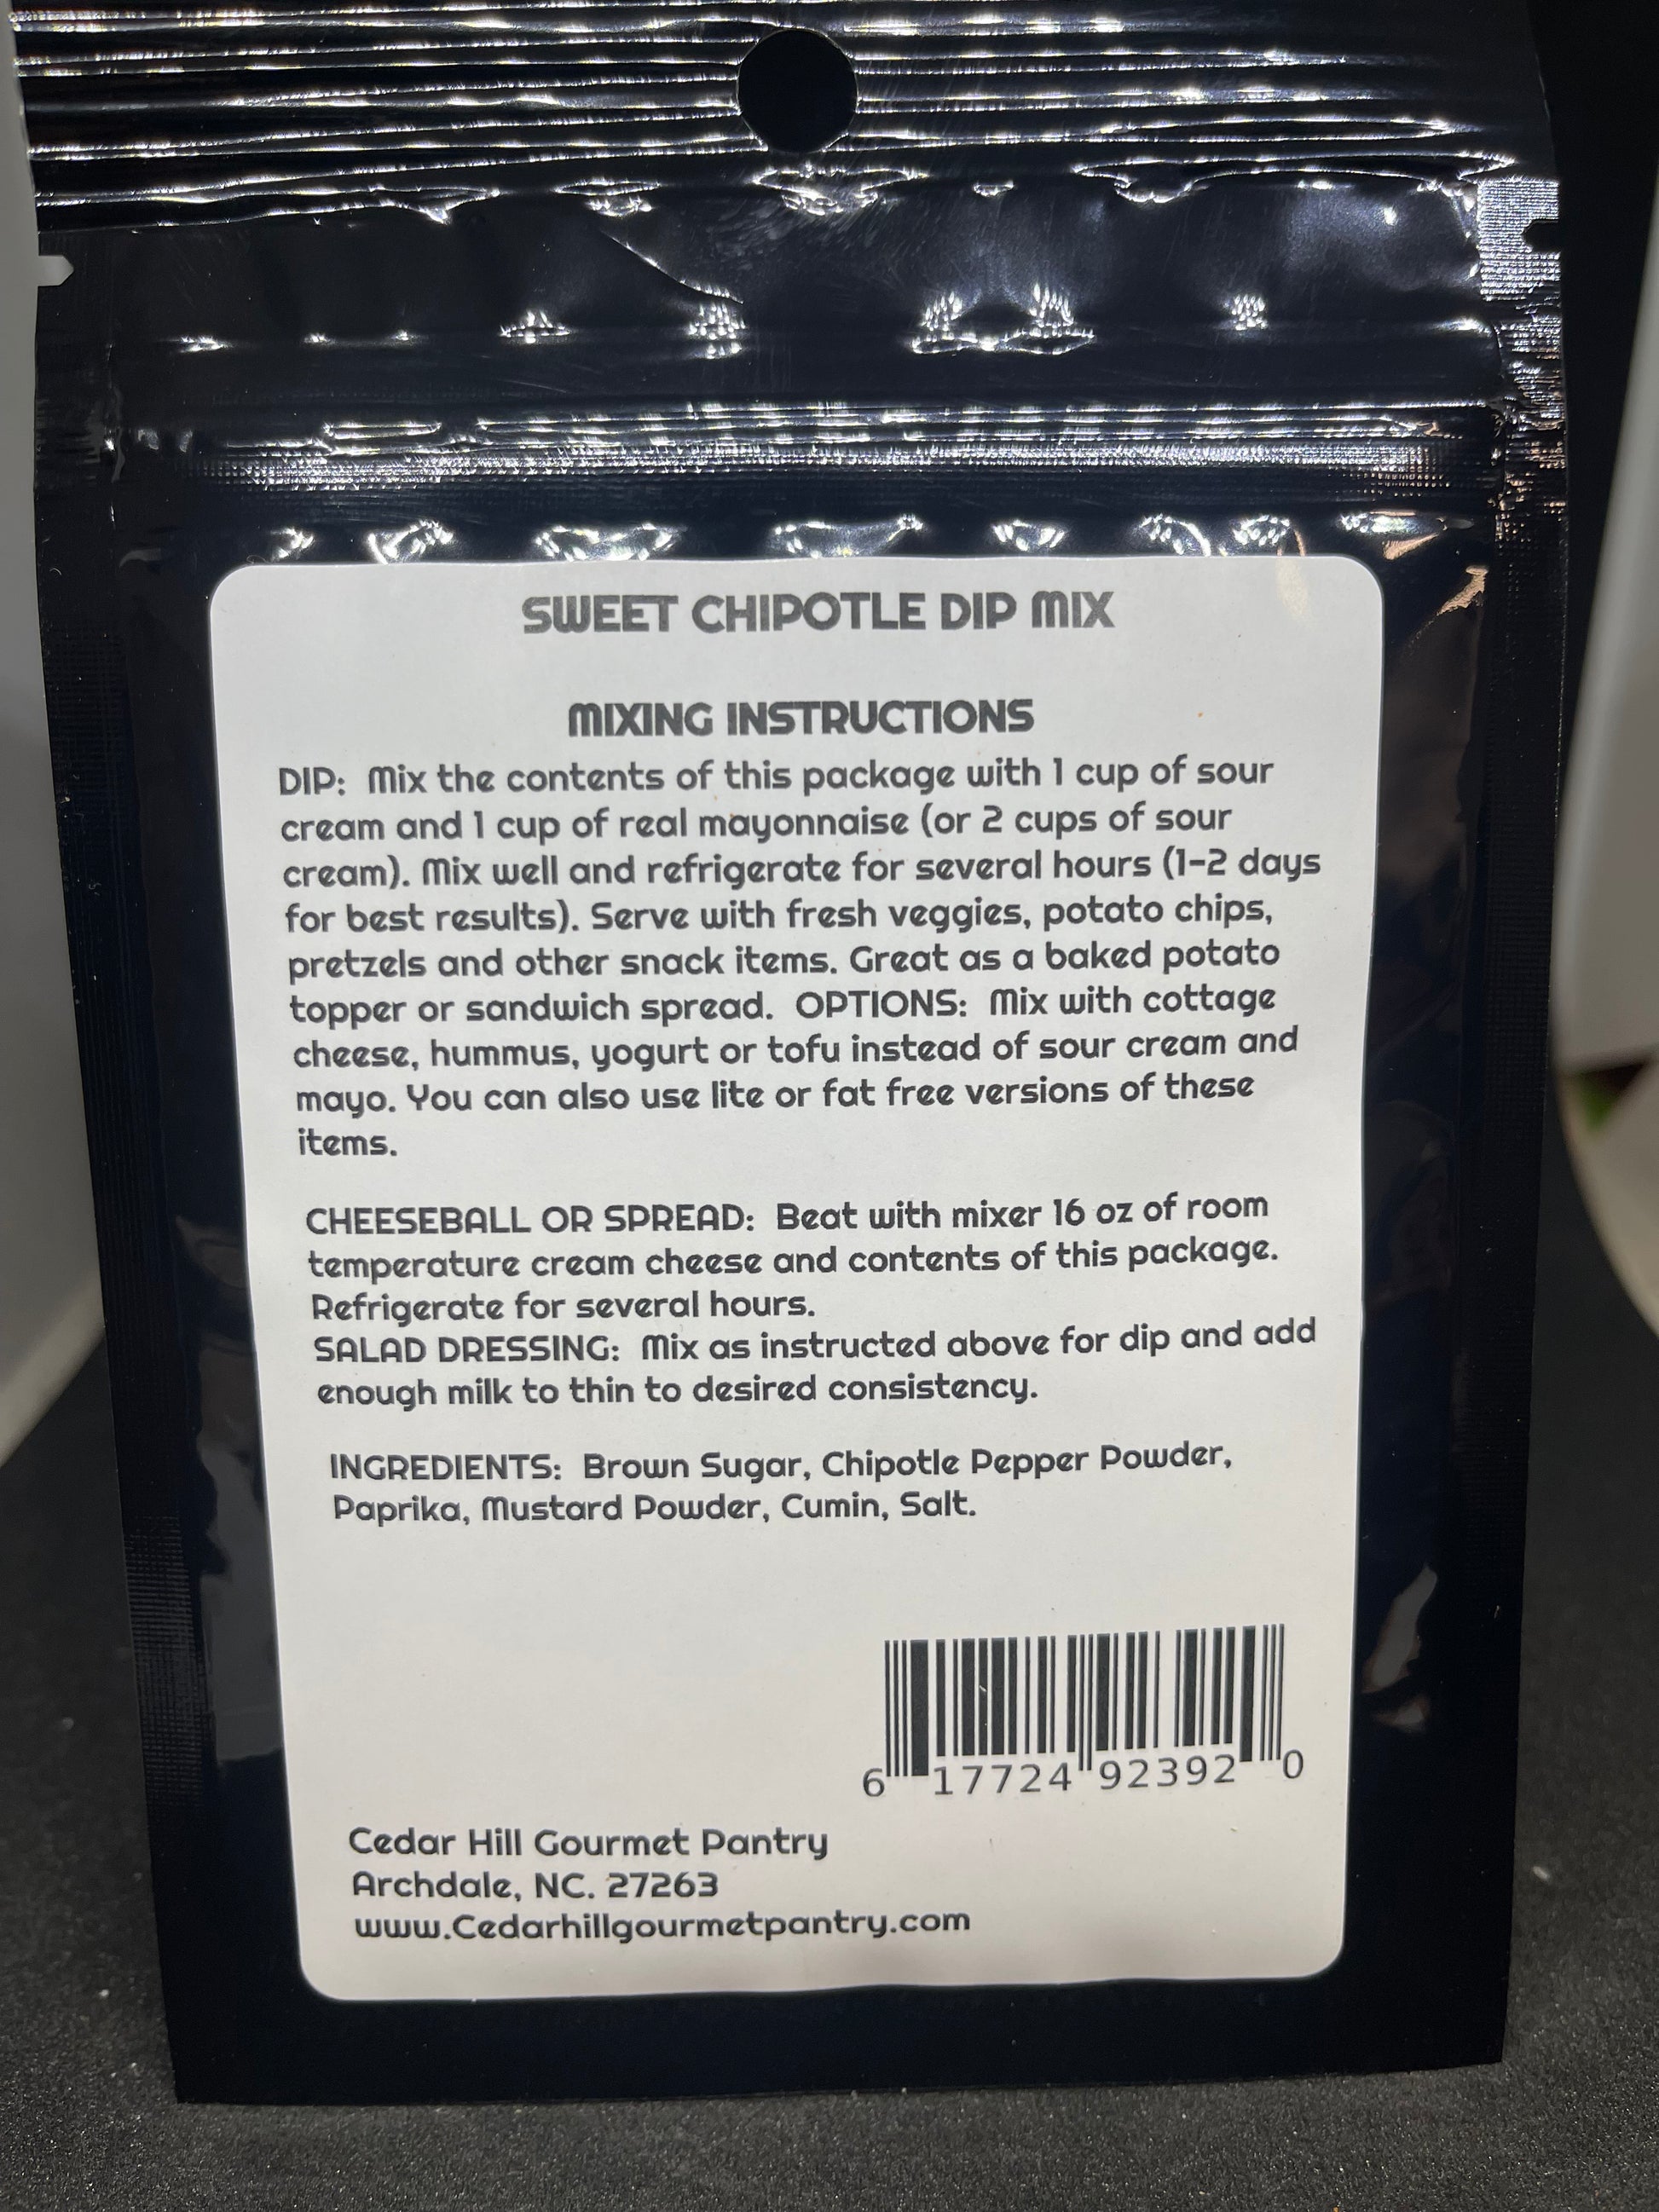 SWEET CHIPOTLE DIP MIX
MIXING INSTRUCTIONS
DIP: Mix the contents of this package with 1 cup of sour
cream and 1 cup of real mayonnaise (or 2 cups of sour
cream). Mix well and refrigerate for several hours (1-2 days
for best results). Serve with fresh veggies, potato chips,
pretzels and other snack items. Great as a baked potato
topper or sandwich spread. OPTIONS: Mix with cottage
cheese, hummus, yogurt or tofu instead of sour cream and
mayo. You can also use lite or fat free versions of these
items.
CHEESEBALL OR SPREAD: Beat with mixer 16 oz of room
temperature cream cheese and contents of this package.
Refrigerate for several hours.
SALAD DRESSING: Mix as instructed above for dip and add
enough milk to thin to desired consistency.
INGREDIENTS: Brown Sugar, Chipotle Pepper Powder,
Paprika, Mustard Powder, Cumin, Salt.
6 17724 92392 0
Cedar Hill Gourmet Pantry
Archdale, NC. 27263
www.Cedarhillgourmetpantry.com